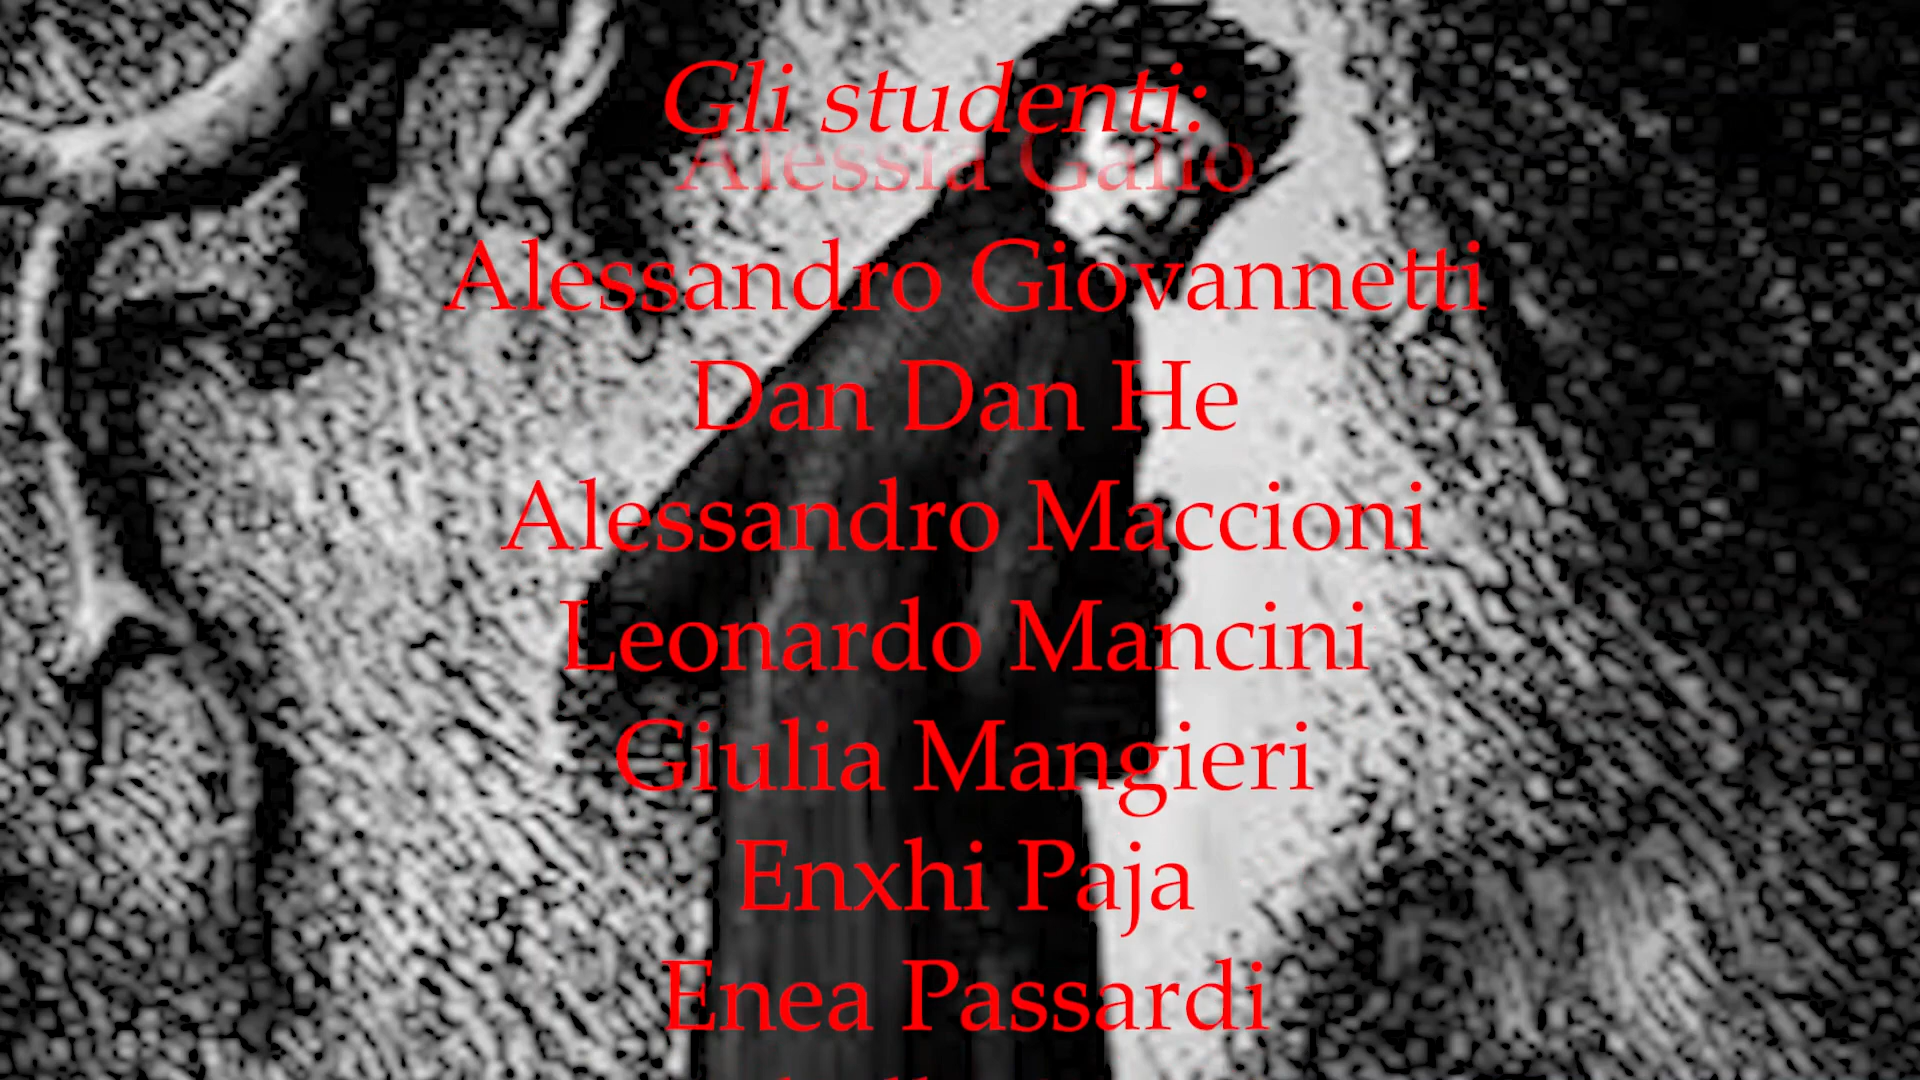 Gli studenti:
Alessia Gallo
Alessandro Giovannetti
Dan Dan He
Alessandro Maccioni
Leonardo Mancini
Giulia Mangieri
Enxhi Paja
Enea Passardi